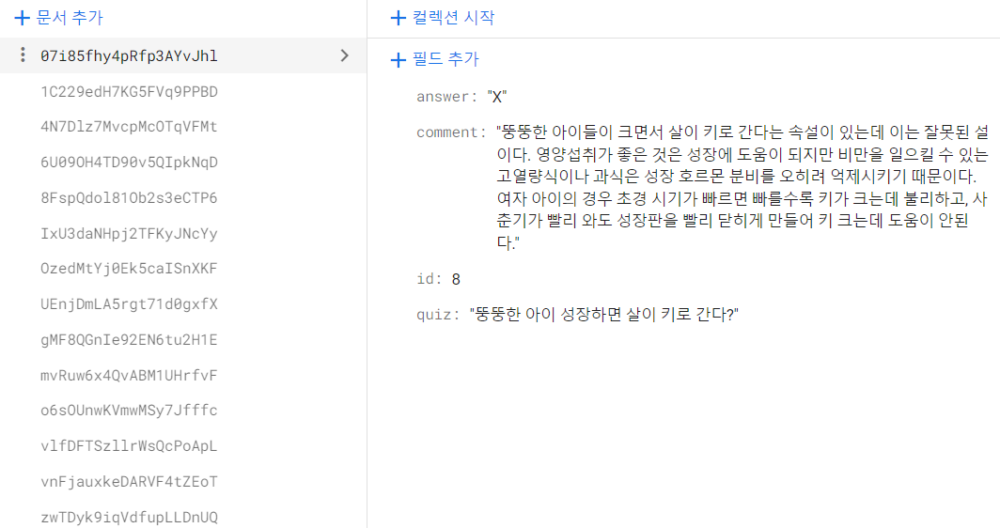 문서 추가
07i85fhy4pRfp3AYvJhl
1C229edH7KG5FVq9PPBD
4N7Dlz7MvcpMcOTqVFMt
6U09OH4TD90v5QIpkNqD
8FspQdol81Ob2s3eCTP6
IxU3daNHpj2TFKyJNcYy
OzedMtYj0Ek5caISnXKF
UEnjDmLA5rgt71d0gxfX
gMF8QGnIe92EN6tu2H1E
mvRuw6x4QvABM1UHrfvF
o6sOUnwKVmwMSy7Jfffc
vlfDFTSzllrWsQcPoApL
vnFjauxkeDARVF4tZEoT
zwTDyk9iqVdfupLLDnUQ
컬렉션 시작
필드 추가
answer: "X"
comment: "뚱뚱한 아이들이 크면서 살이 키로 간다는 속설이 있는데 이는 잘못된 설
이다. 영양섭취가 좋은 것은 성장에 도움이 되지만 비만을 일으킬 수 있는
고열량식이나 과식은 성장 호르몬 분비를 오히려 억제시키기 때문이다.
여자 아이의 경우 초경 시기가 빠르면 빠를수록 키가 크는데 불리하고, 사
춘기가 빨리 와도 성장판을 빨리 닫히게 만들어 키 크는데 도움이 안된
다."
id: 8
quiz: "뚱뚱한 아이 성장하면 살이 키로 간다?"